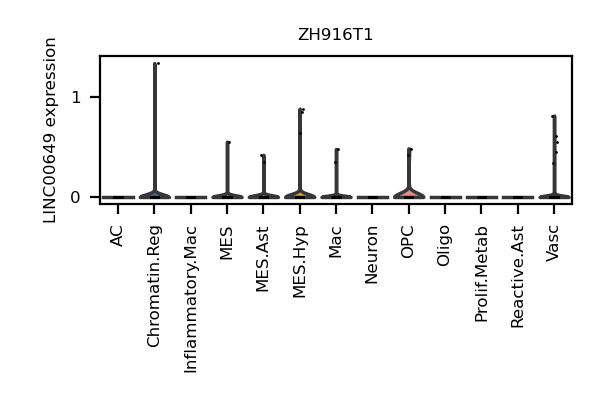 ZH916T1
LINC00649 expression
1
0
AC
Chromatin.Reg
Inflammatory.Mac
MES
MES.Ast
MES.Hyp
Mac
Neuron
OPC
Oligo
Prolif.Metab
Reactive.Ast
Vasc